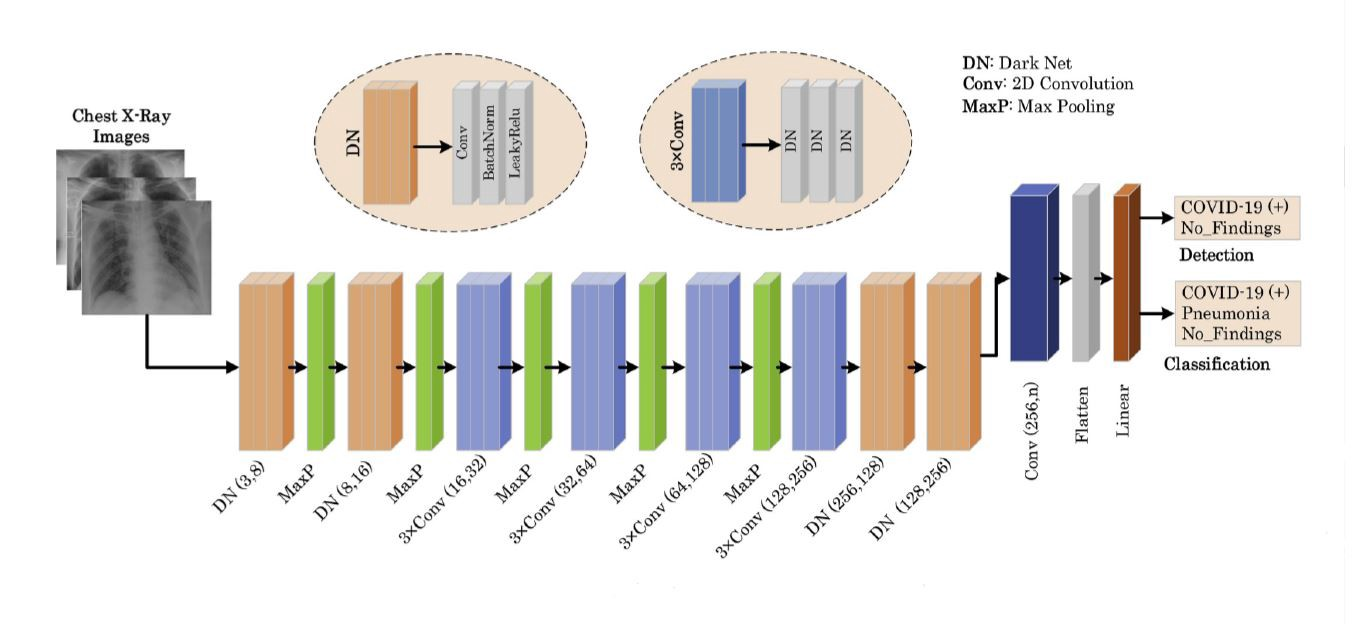 Chest X-Ray
Images
DN
Conv
BatchNorm
LeakyRelu
3×Conv
DN
DN
DN
DN: Dark Net
Conv: 2D Convolution
MaxP: Max Pooling
DN (3,8)
MaxP
DN (8,16)
MaxP
3×Conv (16,32)
MaxP
3×Conv (32,64)
MaxP
3×Conv (64,128)
MaxP
3×Conv (128,256)
DN (256,128)
DN (128,256)
Conv (256,n)
Flatten
Linear
COVID-19 (+)
No_Findings
Detection
COVID-19 (+)
Pneumonia
No_Findings
Classification